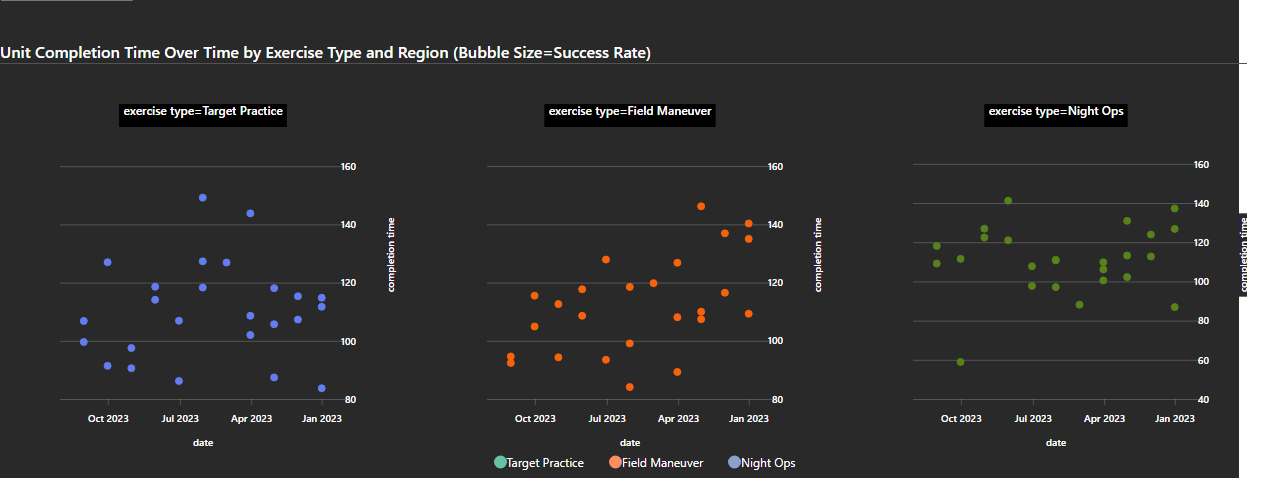 Unit Completion Time Over Time by Exercise Type and Region (Bubble Size=Success Rate)
exercise type=Target Practice
160
140
120
100
80
completion time
Oct 2023
Jul 2023
Apr 2023
Jan 2023
date
exercise type=Field Maneuver
160
140
120
100
80
completion time
Oct 2023
Jul 2023
Apr 2023
Jan 2023
date
exercise type=Night Ops
160
140
120
100
80
60
40
completion time
Oct 2023
Jul 2023
Apr 2023
Jan 2023
date
Target Practice
Field Maneuver
Night Ops